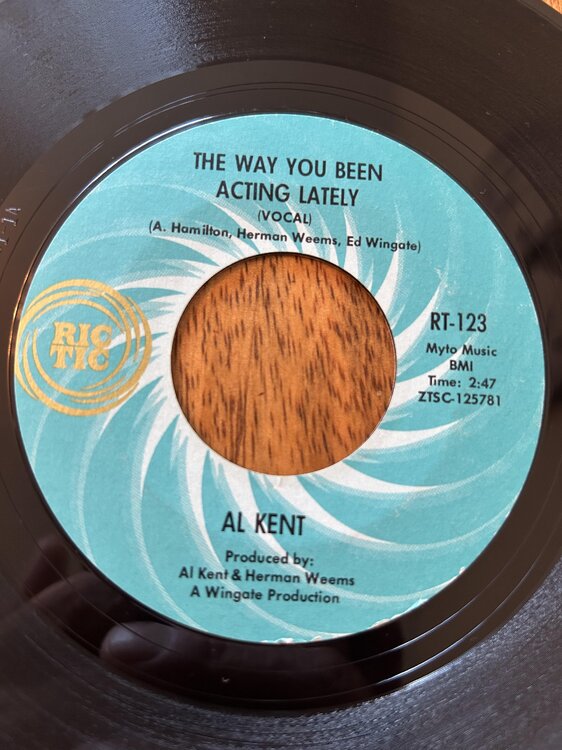 THE WAY YOU BEEN
ACTING LATELY
(VOCAL)
(A. Hamilton, Herman Weems, Ed Wingate)
RIC
TIC
RT-123
Myto Music
BMI
Time: 2:47
ZTSC-125781
AL KENT
Produced by:
Al Kent & Herman Weems
A Wingate Production